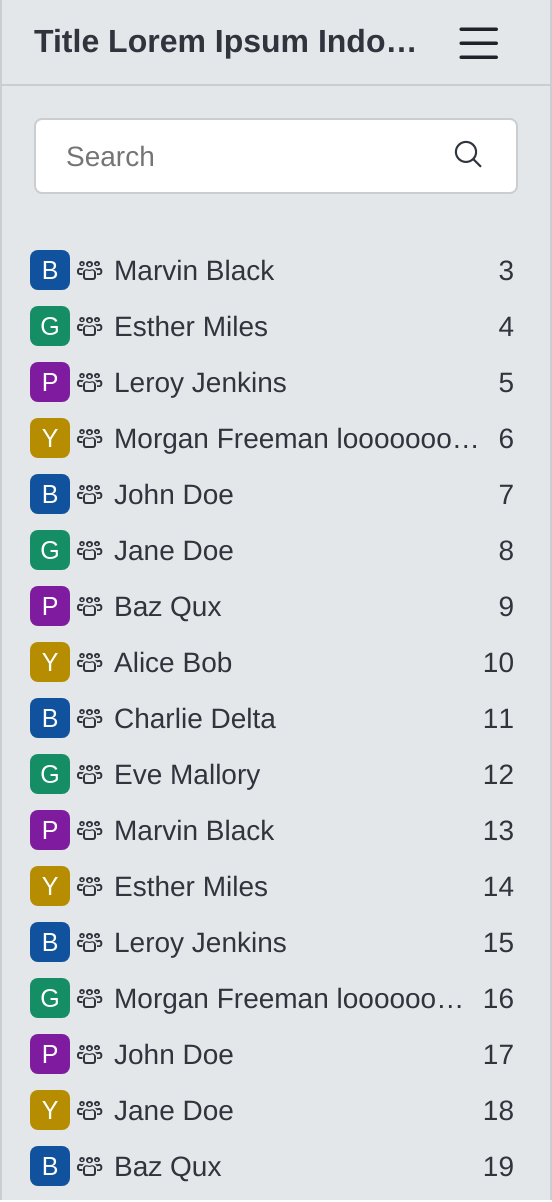 Title Lorem Ipsum Indo…
Search
B Marvin Black 3
G Esther Miles 4
P Leroy Jenkins 5
Y Morgan Freeman looooooo… 6
B John Doe 7
G Jane Doe 8
P Baz Qux 9
Y Alice Bob 10
B Charlie Delta 11
G Eve Mallory 12
P Marvin Black 13
Y Esther Miles 14
B Leroy Jenkins 15
G Morgan Freeman loooooo… 16
P John Doe 17
Y Jane Doe 18
B Baz Qux 19